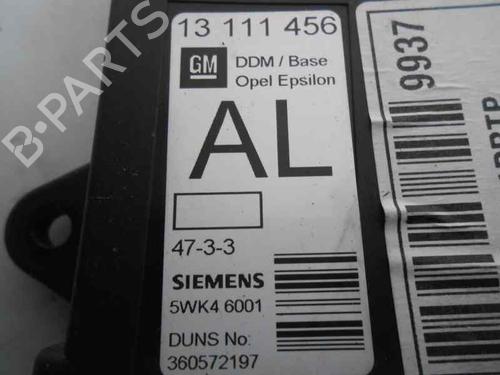 13 111 456
GM
DDM / Base
Opel Epsilon
AL
47-3-3
SIEMENS
5WK4 6001
DUNS No:
360572197
9937
B-PARTS